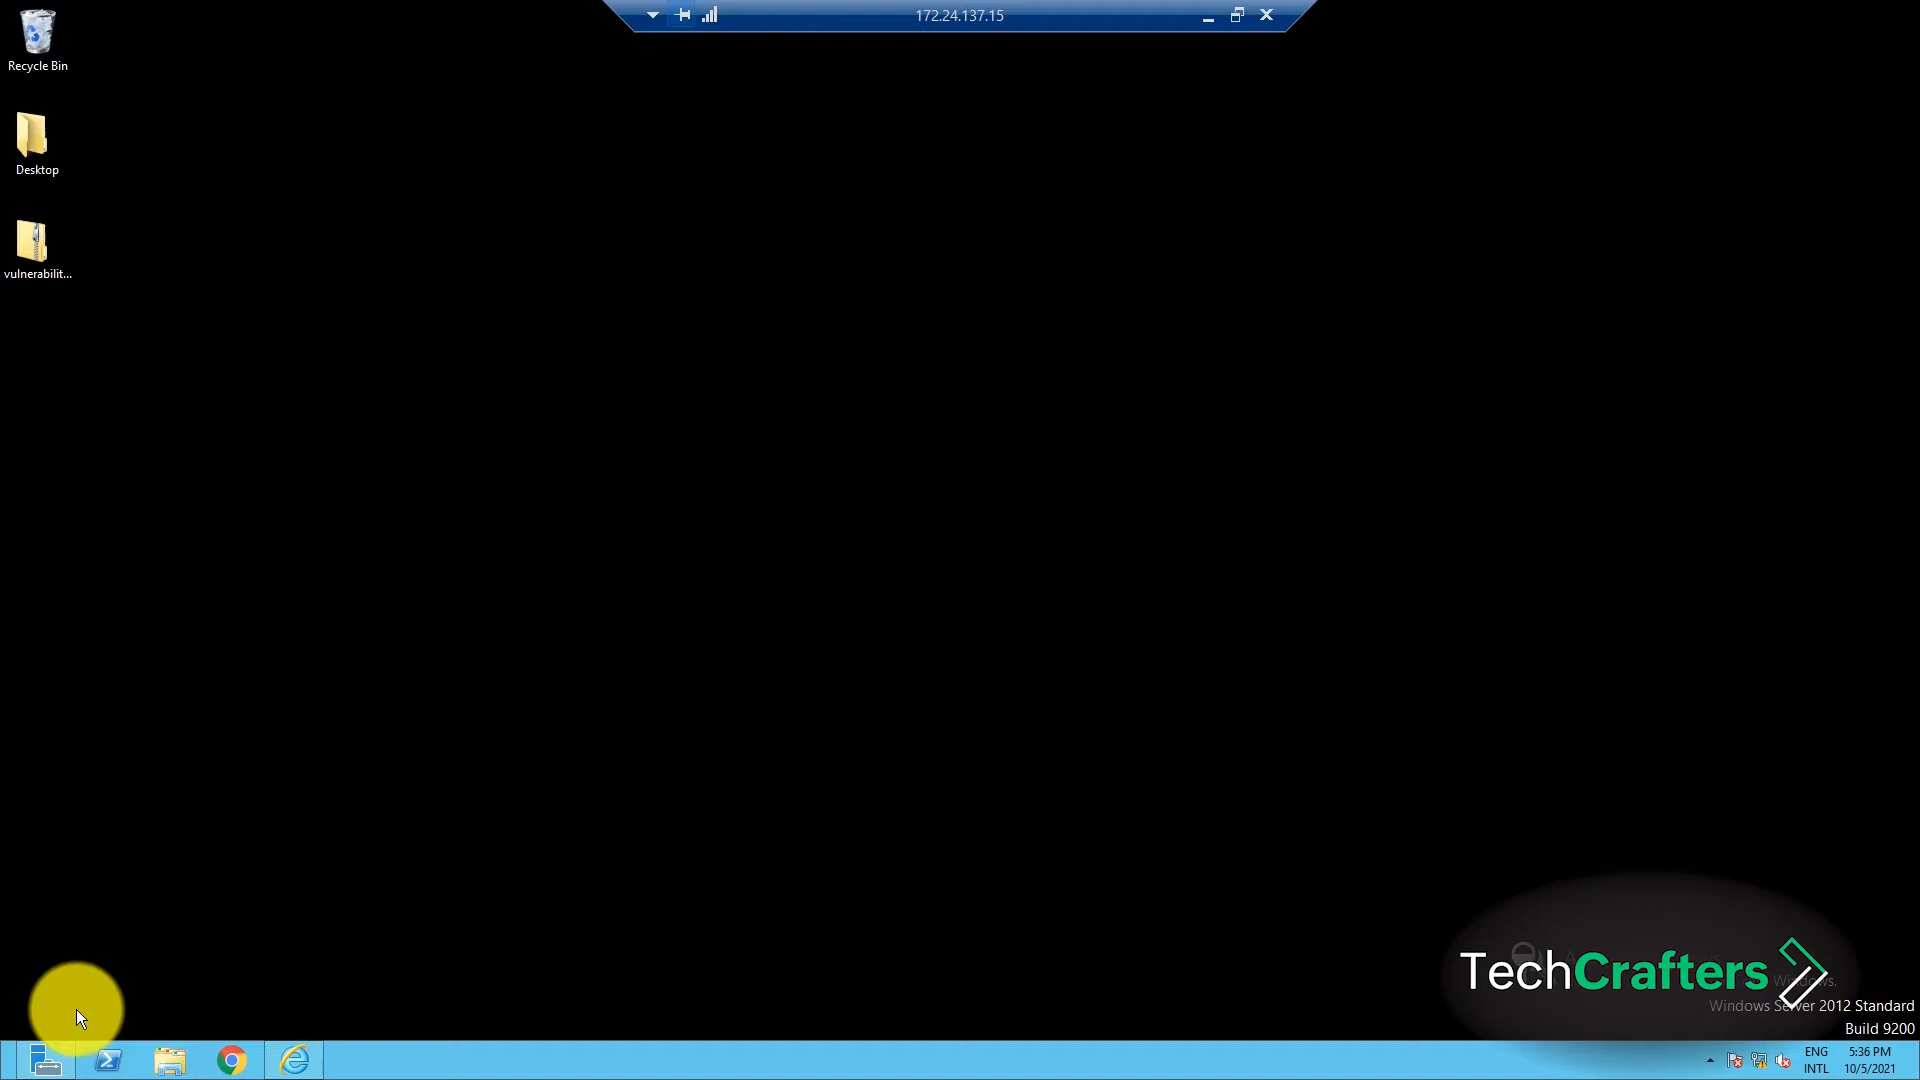 172.24.137.15
Recycle Bin
Desktop
vulnerabilit...
TechCrafters
Windows.
Windows Server 2012 Standard
Build 9200
ENG
INTL
5:36 PM
10/5/2021